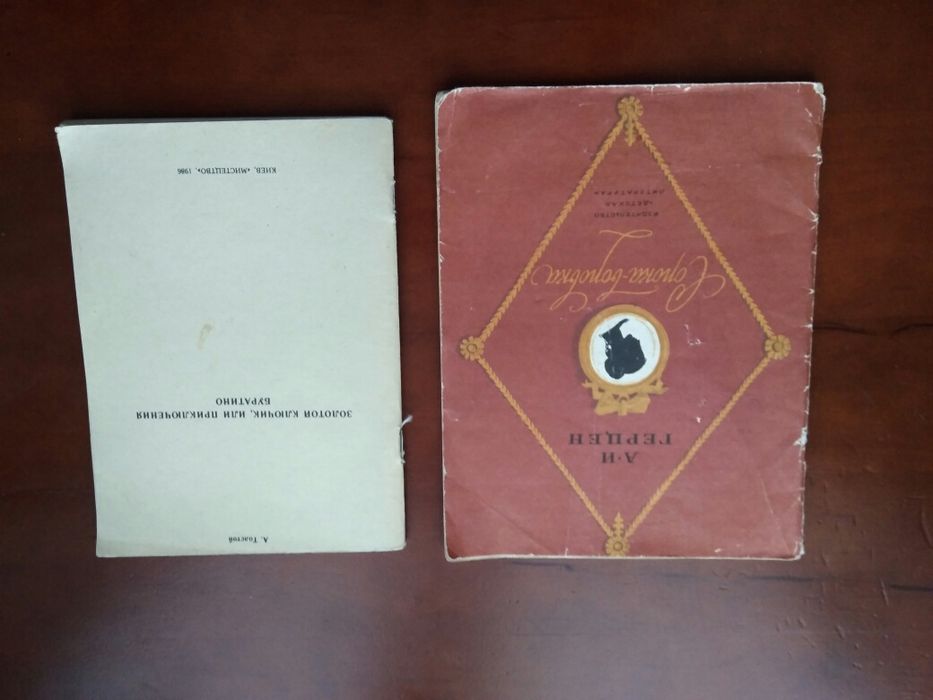 А. Толстой
ЗОЛОТОЙ КЛЮЧИК, ИЛИ ПРИКЛЮЧЕНИЯ
БУРАТИНО
КИЕВ, «МИСТЕЦТВО», 1986
А·И
ГЕРЦЕН
Сорока-воровка
ИЗДАТЕЛЬСТВО
«ДЕТСКАЯ
ЛИТЕРАТУРА»